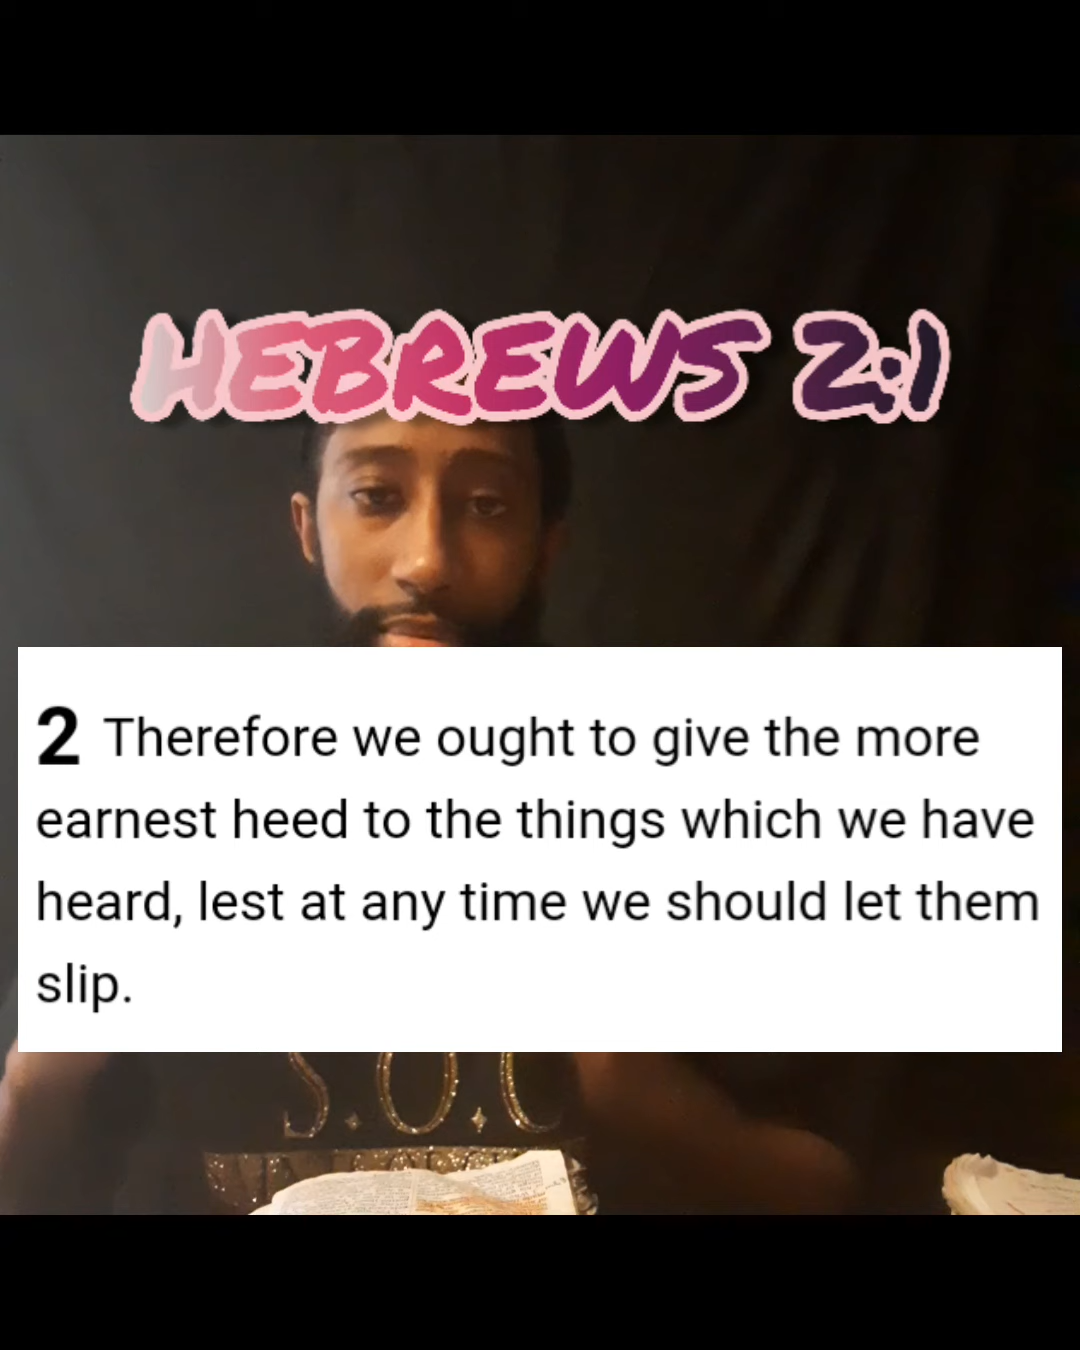 HEBREWS 2:1
2 Therefore we ought to give the more
earnest heed to the things which we have
heard, lest at any time we should let them
slip.
S.O.